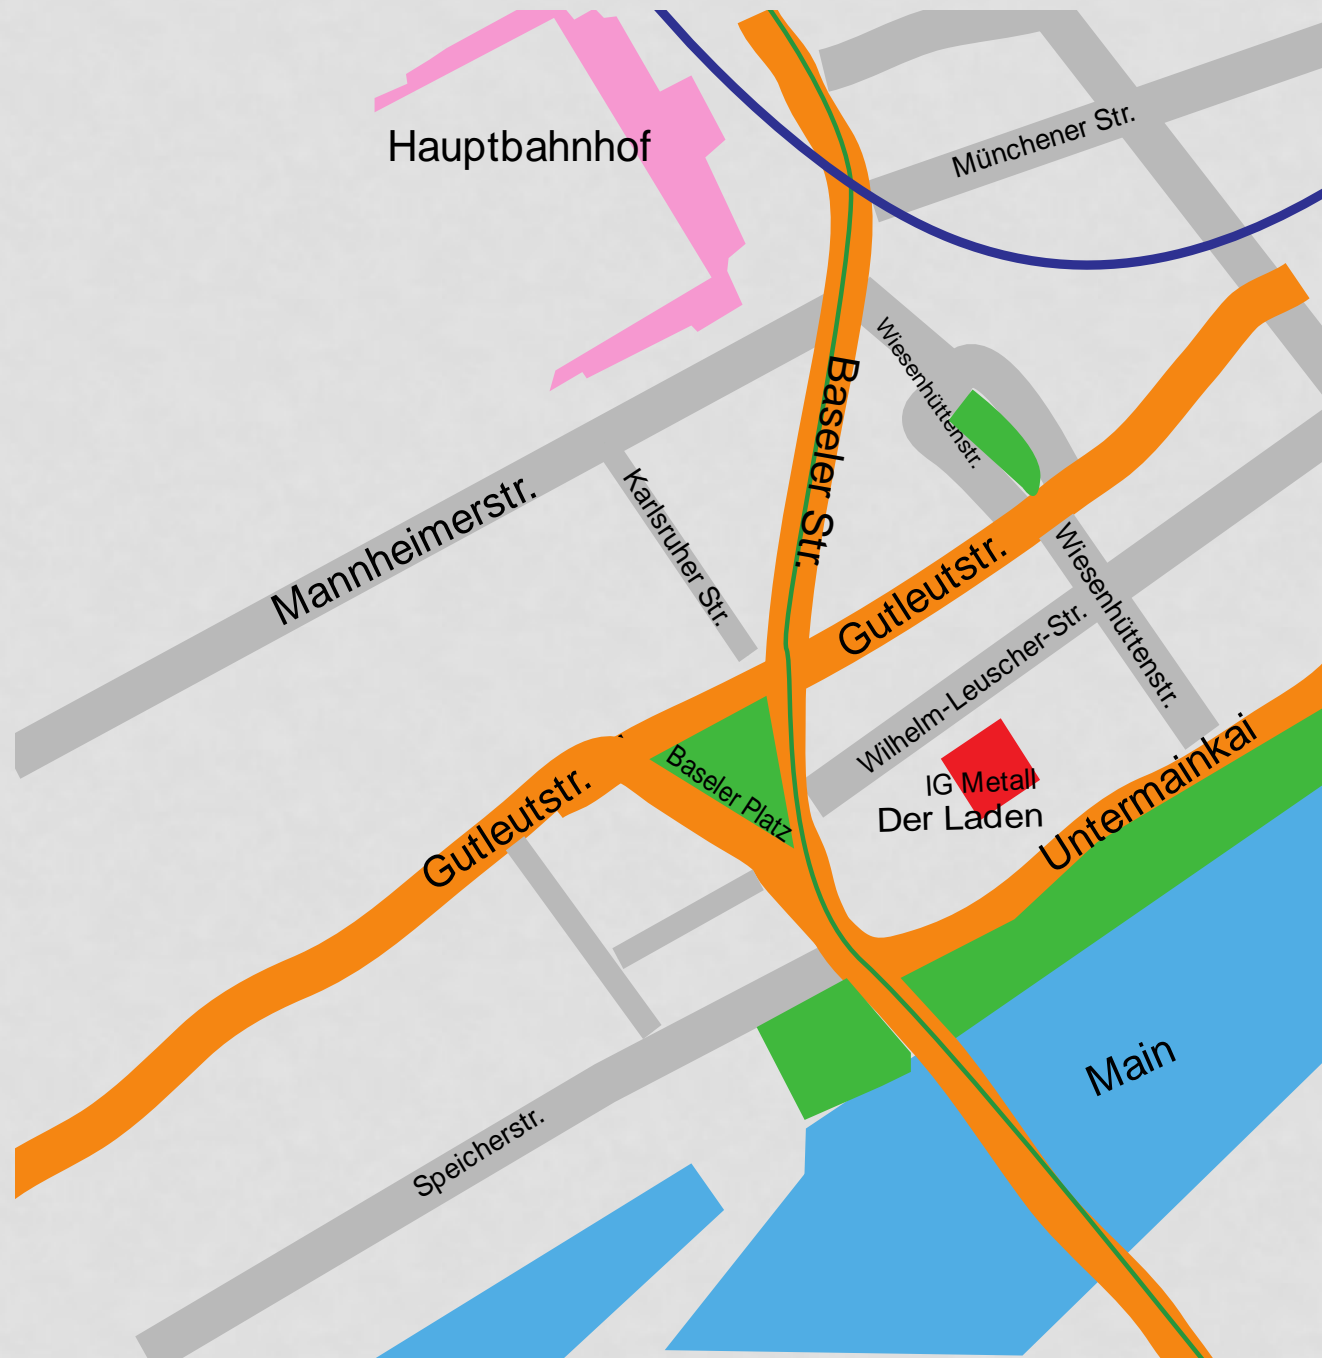 Münchener Str.
Hauptbahnhof
Wiesenhüttenstr.
Baseler Str.
Mannheimerstr.
Karlsruher Str.
Gutleutstr.
Wiesenhüttenstr.
Wilhelm-Leuscher-Str.
Baseler Platz
IG Metall
Der Laden
Untermainkai
Gutleutstr.
Main
Speicherstr.